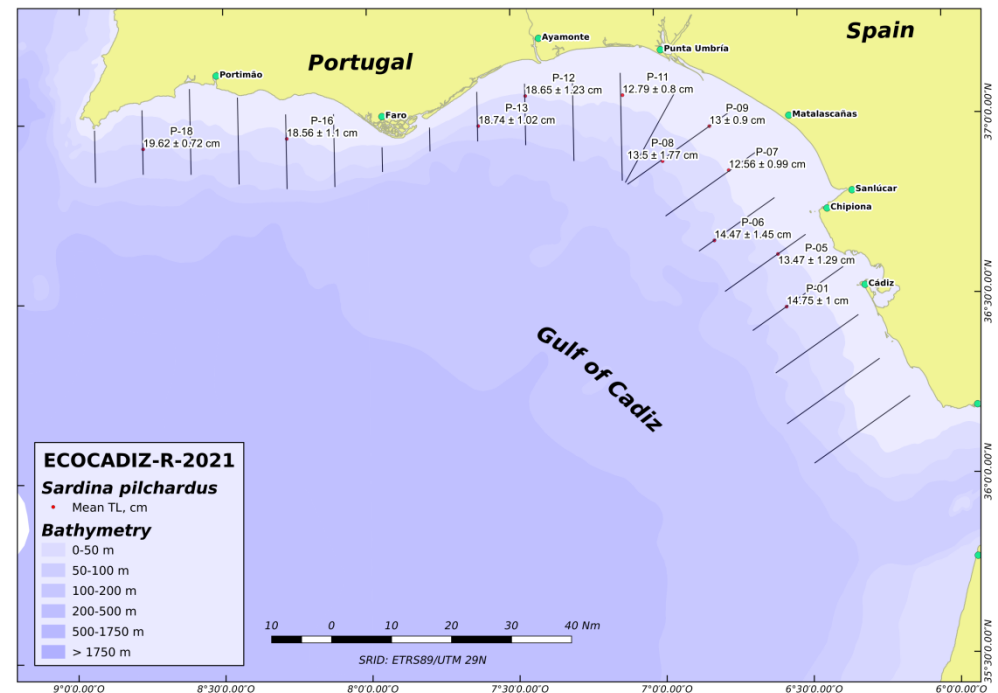 Spain
Portugal
Ayamonte
Punta Umbría
Portimão
Faro
Matalascañas
Sanlúcar
Chipiona
Cádiz
P-18
19.62 ± 0.72 cm
P-16
18.56 ± 1.1 cm
P-13
18.74 ± 1.02 cm
P-12
18.65 ± 1.23 cm
P-11
12.79 ± 0.8 cm
P-09
13 ± 0.9 cm
P-08
13.5 ± 1.77 cm
P-07
12.56 ± 0.99 cm
P-06
14.47 ± 1.45 cm
P-05
13.47 ± 1.29 cm
P-01
14.75 ± 1 cm
Gulf of Cadiz
ECOCADIZ-R-2021
Sardina pilchardus
Mean TL, cm
Bathymetry
0-50 m
50-100 m
100-200 m
200-500 m
500-1750 m
> 1750 m
10 0 10 20 30 40 Nm
SRID: ETRS89/UTM 29N
37°0'0.00"N
36°30'0.00"N
36°0'0.00"N
35°30'0.00"N
9°0'0.00"O
8°30'0.00"O
8°0'0.00"O
7°30'0.00"O
7°0'0.00"O
6°30'0.00"O
6°0'0.00"O